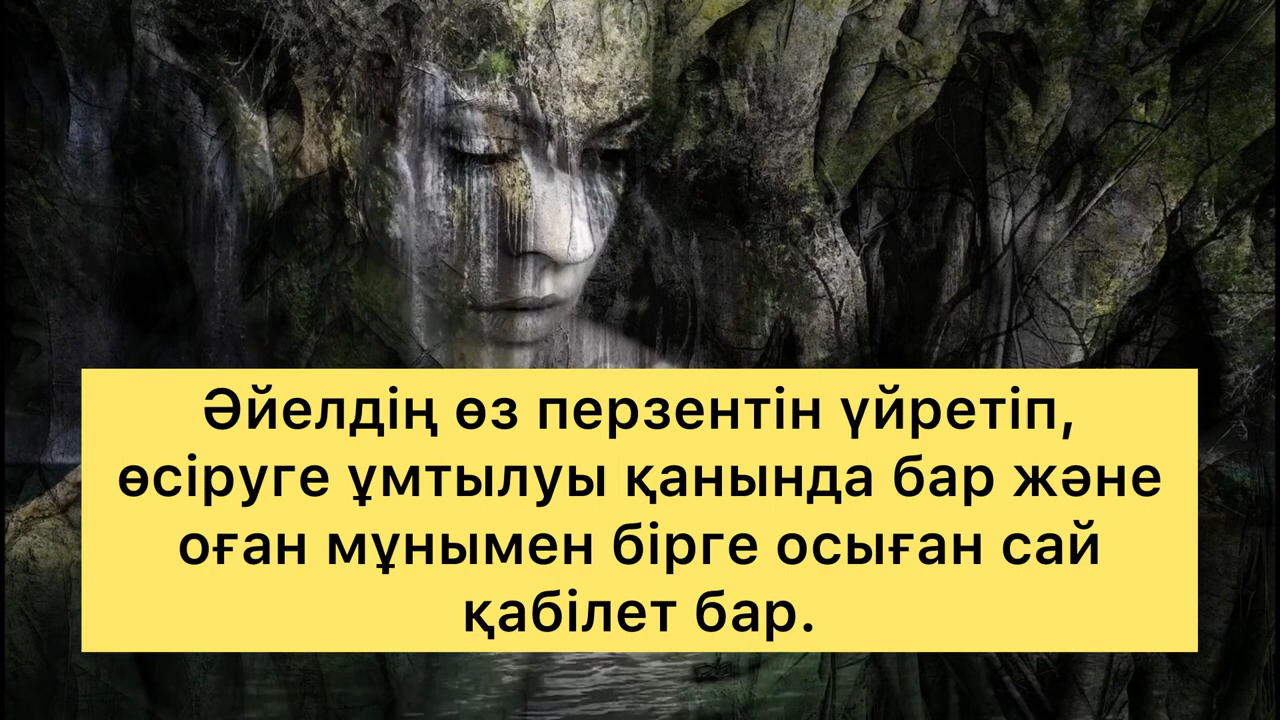 Әйелдің өз перзентін үйретіп,
өсіруге ұмтылуы қанында бар және
оған мұнымен бірге осыған сай
қабілет бар.